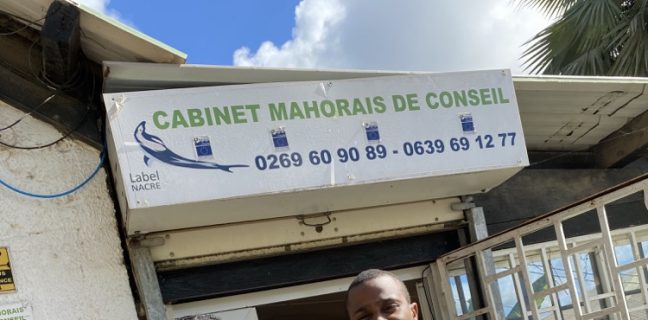 CABINET MAHORAIS DE CONSEIL
0269 60 90 89 - 0639 69 12 77
Label
NACRE